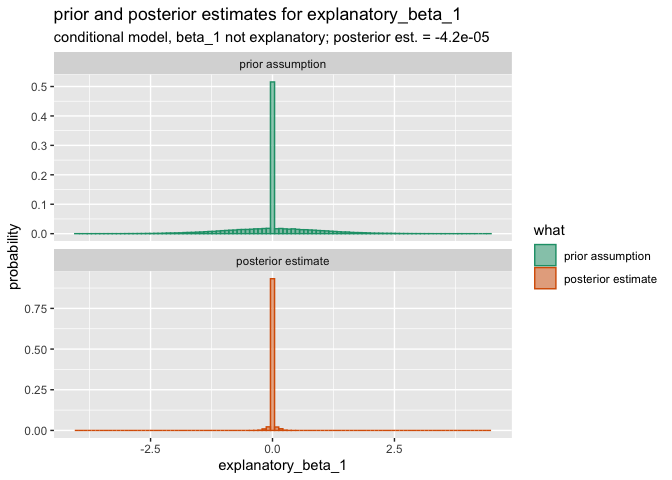 prior and posterior estimates for explanatory_beta_1
conditional model, beta_1 not explanatory; posterior est. = -4.2e-05
prior assumption
0.5
0.4
0.3
0.2
0.1
0.0
posterior estimate
0.75
0.50
0.25
0.00
probability
-2.5
0.0
2.5
explanatory_beta_1
what
prior assumption
posterior estimate